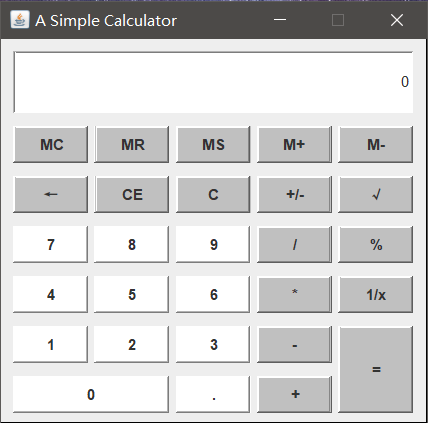 A Simple Calculator
0
MC MR MS M+ M-
← CE C +/- √
7 8 9 / %
4 5 6 * 1/x
1 2 3 -
=
0 . +